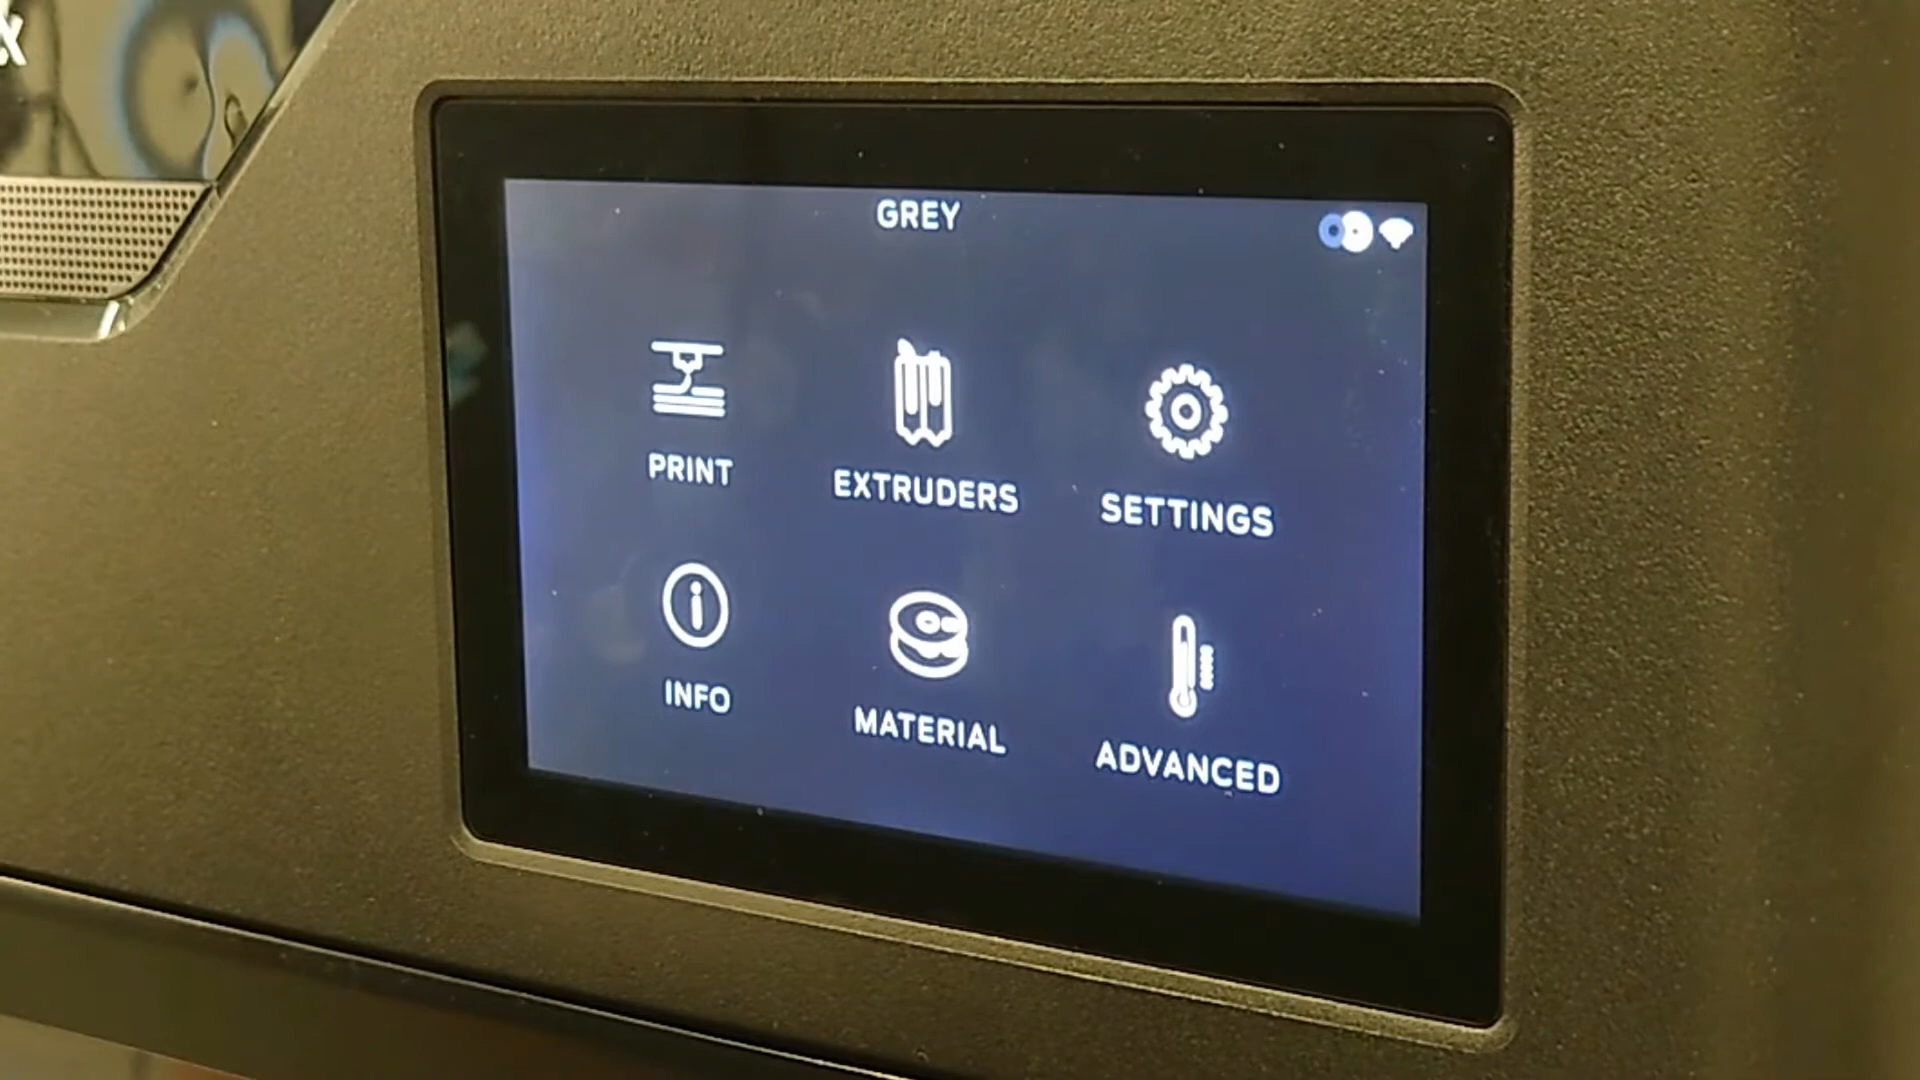 GREY
PRINT
EXTRUDERS
SETTINGS
INFO
MATERIAL
ADVANCED